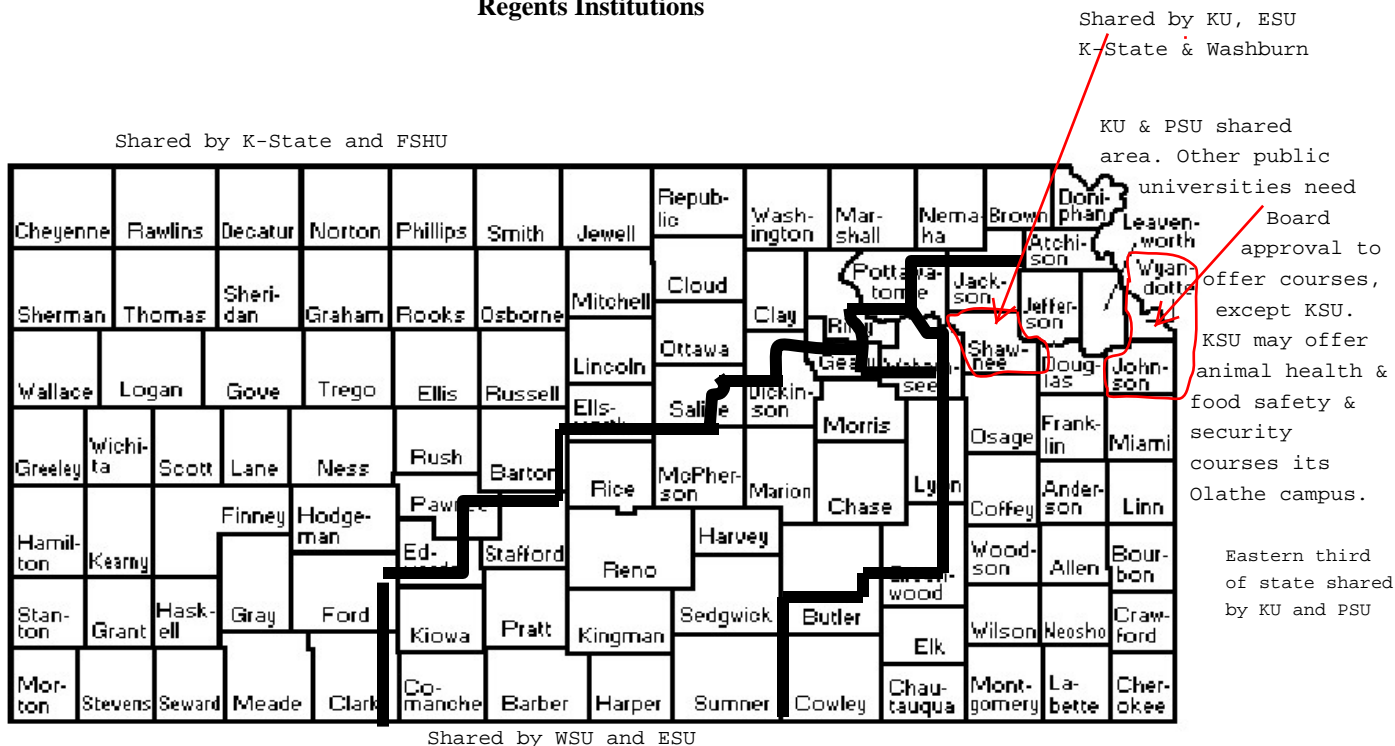 Regents Institutions
Shared by KU, ESU
K-State & Washburn
Shared by K-State and FSHU
KU & PSU shared
area. Other public
universities need
Board
approval to
offer courses,
except KSU.
KSU may offer
animal health &
food safety &
security
courses its
Olathe campus.
Eastern third
of state shared
by KU and PSU
Cheyenne
Rawlins
Decatur
Norton
Phillips
Smith
Jewell
Repub-
lic
Wash-
ington
Mar-
shall
Nema-
ha
Brown
Doni-
phan
Leaven-
worth
Atchi-
son
Wyan-
dotte
Sherman
Thomas
Sheri-
dan
Graham
Rooks
Osborne
Mitchell
Cloud
Clay
Pottawa-
tomie
Jack-
son
Jeffer-
son
Ottawa
Shaw-
nee
Doug-
las
John-
son
Wallace
Logan
Gove
Trego
Ellis
Russell
Lincoln
Ells-
Saline
Dickin-
son
Morris
Osage
Frank-
lin
Miami
Greeley
Wichi-
ta
Scott
Lane
Ness
Rush
Barton
Rice
McPher-
son
Marion
Chase
Lyon
Coffey
Ander-
son
Linn
Hamil-
ton
Kearny
Finney
Hodge-
man
Pawnee
Ed-
Stafford
Reno
Harvey
Wood-
son
Allen
Bour-
bon
Stan-
ton
Grant
Hask-
ell
Gray
Ford
Kiowa
Pratt
Kingman
Sedgwick
Butler
wood
Elk
Wilson
Neosho
Craw-
ford
Mor-
ton
Stevens
Seward
Meade
Clark
Co-
manche
Barber
Harper
Sumner
Cowley
Chau-
tauqua
Mont-
gomery
La-
bette
Cher-
okee
Shared by WSU and ESU